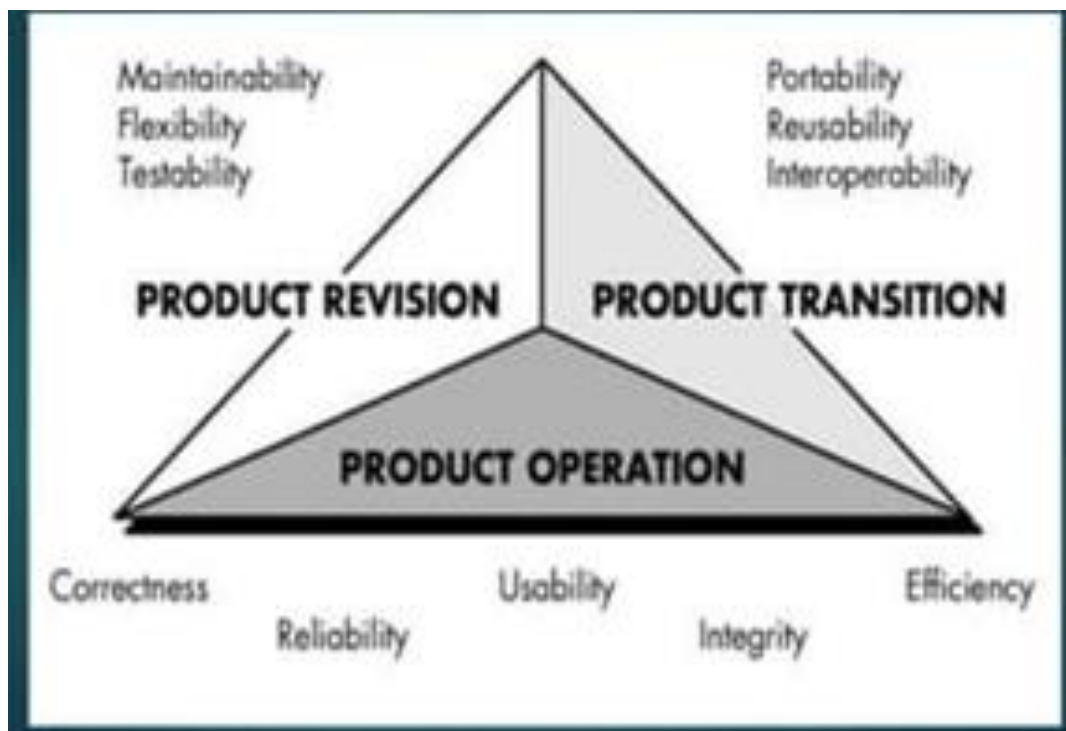 Maintainability
Flexibility
Testability
Portability
Reusability
Interoperability
PRODUCT REVISION
PRODUCT TRANSITION
PRODUCT OPERATION
Correctness
Usability
Efficiency
Reliability
Integrity